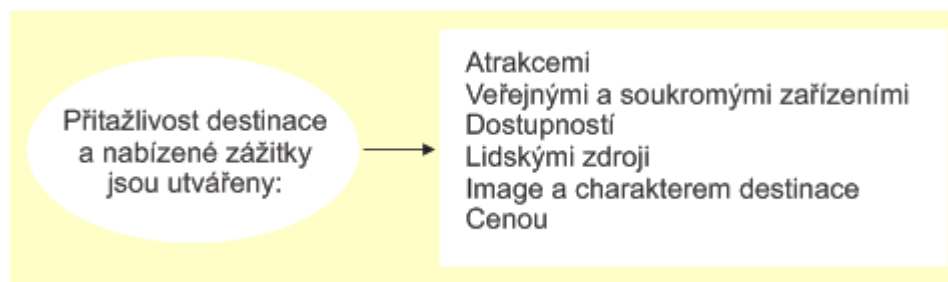 Přitažlivost destinace
a nabízené zážitky
jsou utvářeny:
Atrakcemi
Veřejnými a soukromými zařízeními
Dostupností
Lidskými zdroji
Image a charakterem destinace
Cenou